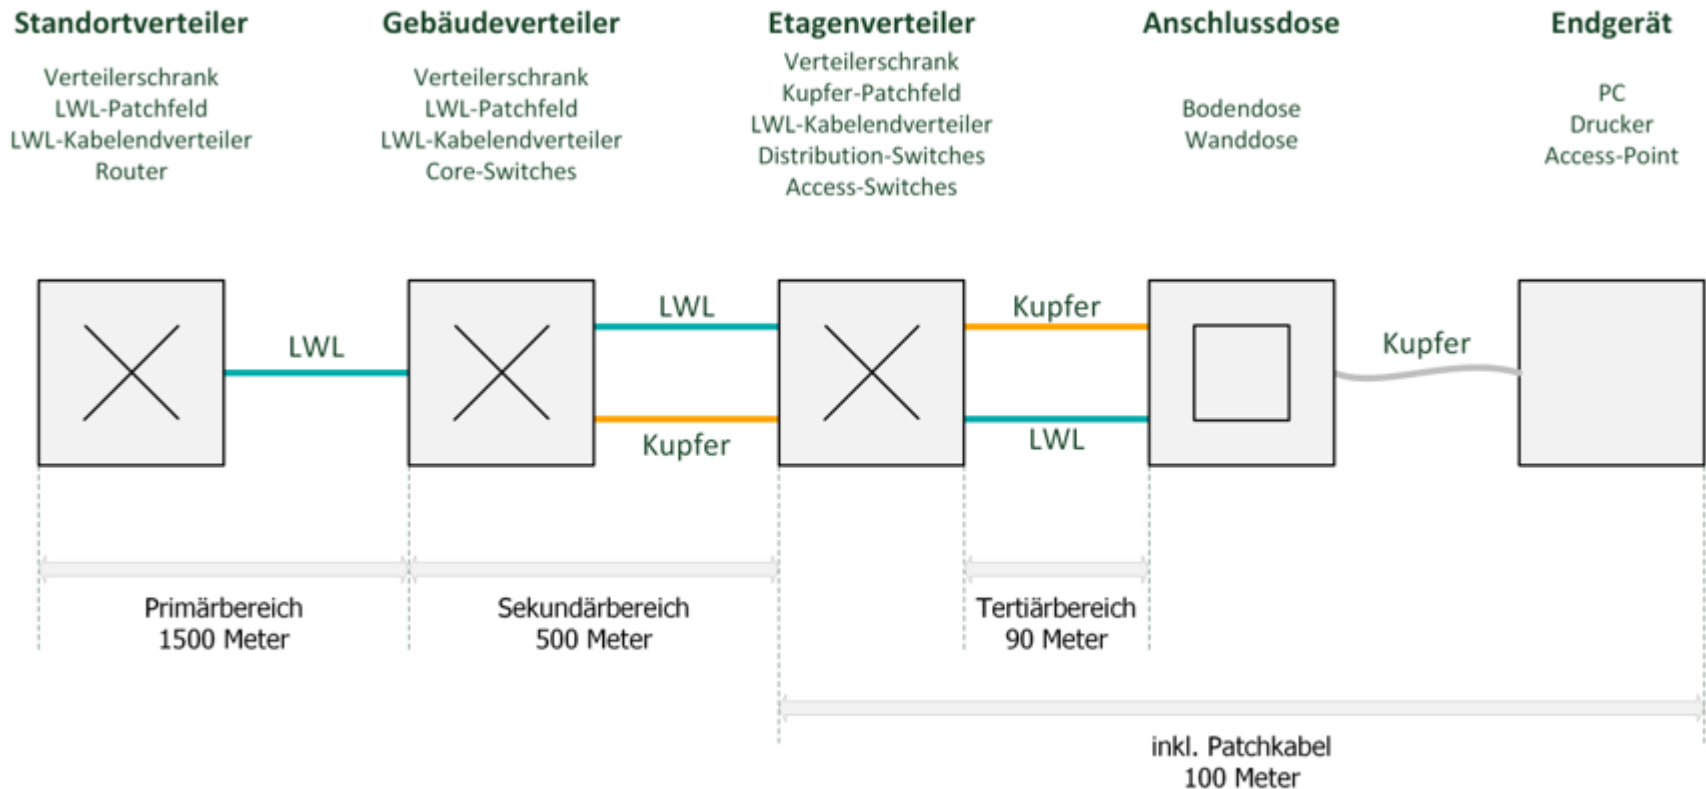 Standortverteiler
Verteilerschrank
LWL-Patchfeld
LWL-Kabelendverteiler
Router
Gebäudeverteiler
Verteilerschrank
LWL-Patchfeld
LWL-Kabelendverteiler
Core-Switches
Etagenverteiler
Verteilerschrank
Kupfer-Patchfeld
LWL-Kabelendverteiler
Distribution-Switches
Access-Switches
Anschlussdose
Bodendose
Wanddose
Endgerät
PC
Drucker
Access-Point
LWL
LWL
Kupfer
Kupfer
LWL
Kupfer
Primärbereich
1500 Meter
Sekundärbereich
500 Meter
Tertiärbereich
90 Meter
inkl. Patchkabel
100 Meter